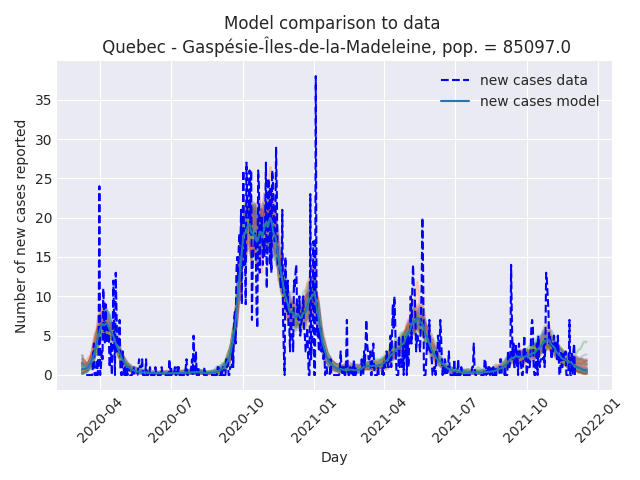 Model comparison to data
Quebec - Gaspésie-Îles-de-la-Madeleine, pop. = 85097.0
new cases data
new cases model
Number of new cases reported
35
30
25
20
15
10
5
0
2020-04
2020-07
2020-10
2021-01
2021-04
2021-07
2021-10
2022-01
Day